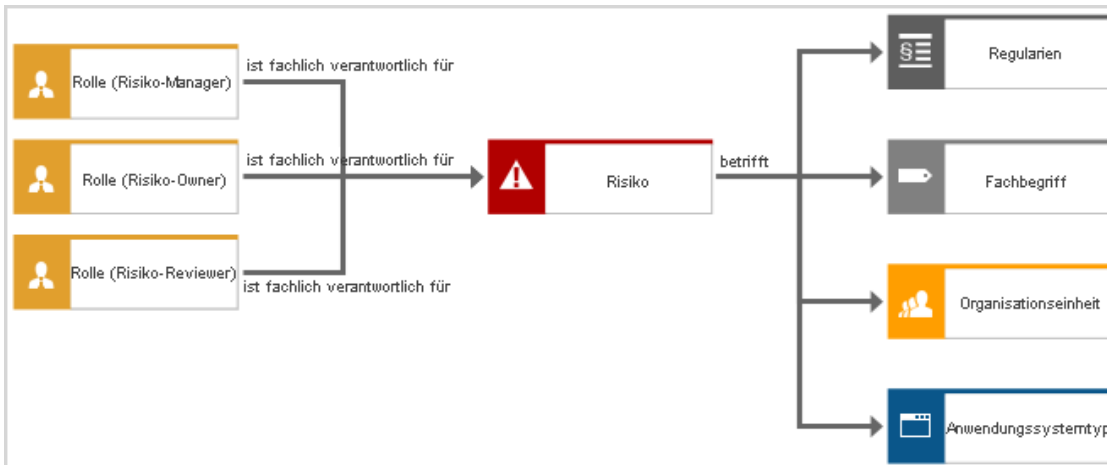 ist fachlich verantwortlich für
Rolle (Risiko-Manager)
ist fachlich verantwortlich für
Rolle (Risiko-Owner)
Rolle (Risiko-Reviewer)
ist fachlich verantwortlich für
Risiko
betrifft
§
Regularien
Fachbegriff
Organisationseinheit
Anwendungssystemtyp